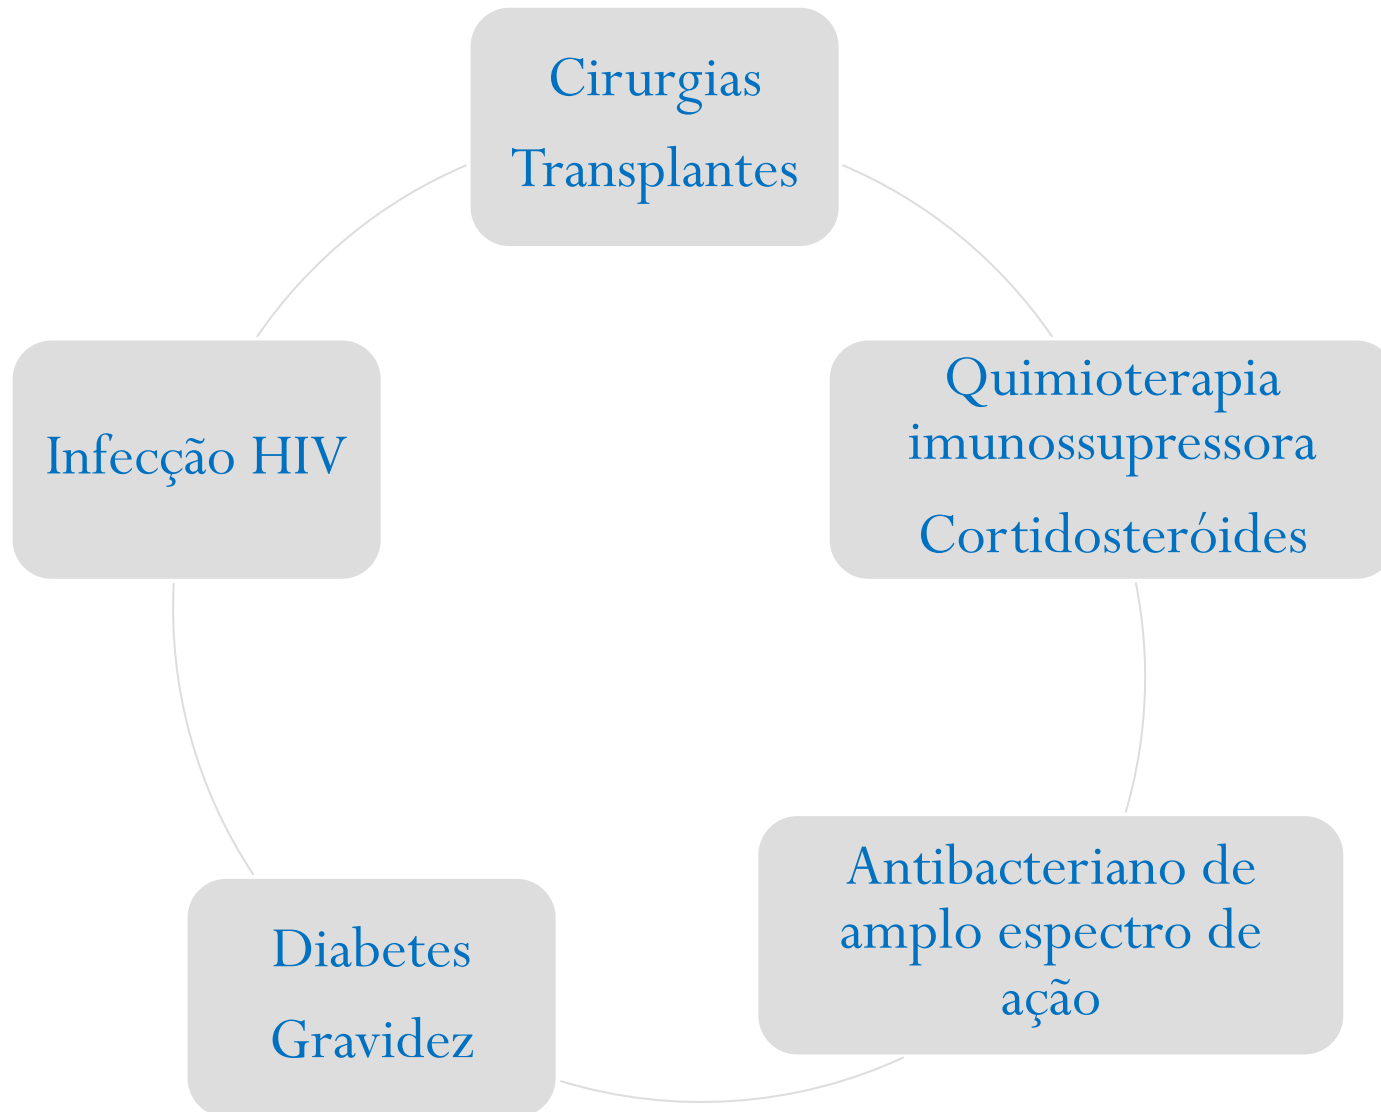 Cirurgias
Transplantes
Quimioterapia
imunossupressora
Cortidosteróides
Antibacteriano de
amplo espectro de
ação
Diabetes
Gravidez
Infecção HIV